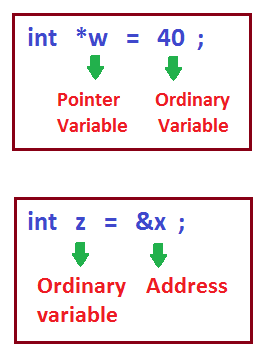 int *w = 40 ;
Pointer Ordinary
Variable Variable
int z = &x ;
Ordinary Address
variable